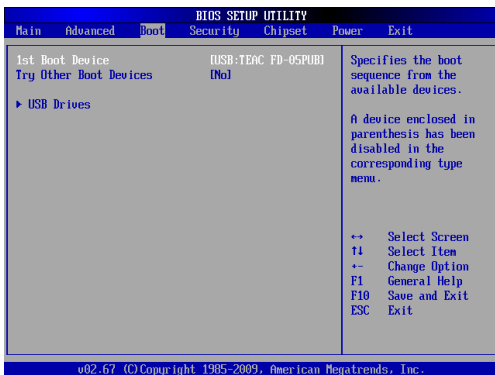 BIOS SETUP UTILITY
Main Advanced Boot Security Chipset Power Exit
1st Boot Device [USB:TEAC FD-05PUB]
Try Other Boot Devices [No]
▶ USB Drives
Specifies the boot
sequence from the
available devices.
A device enclosed in
parenthesis has been
disabled in the
corresponding type
menu.
↔ Select Screen
↑↓ Select Item
+- Change Option
F1 General Help
F10 Save and Exit
ESC Exit
v02.67 (C)Copyright 1985-2009, American Megatrends, Inc.